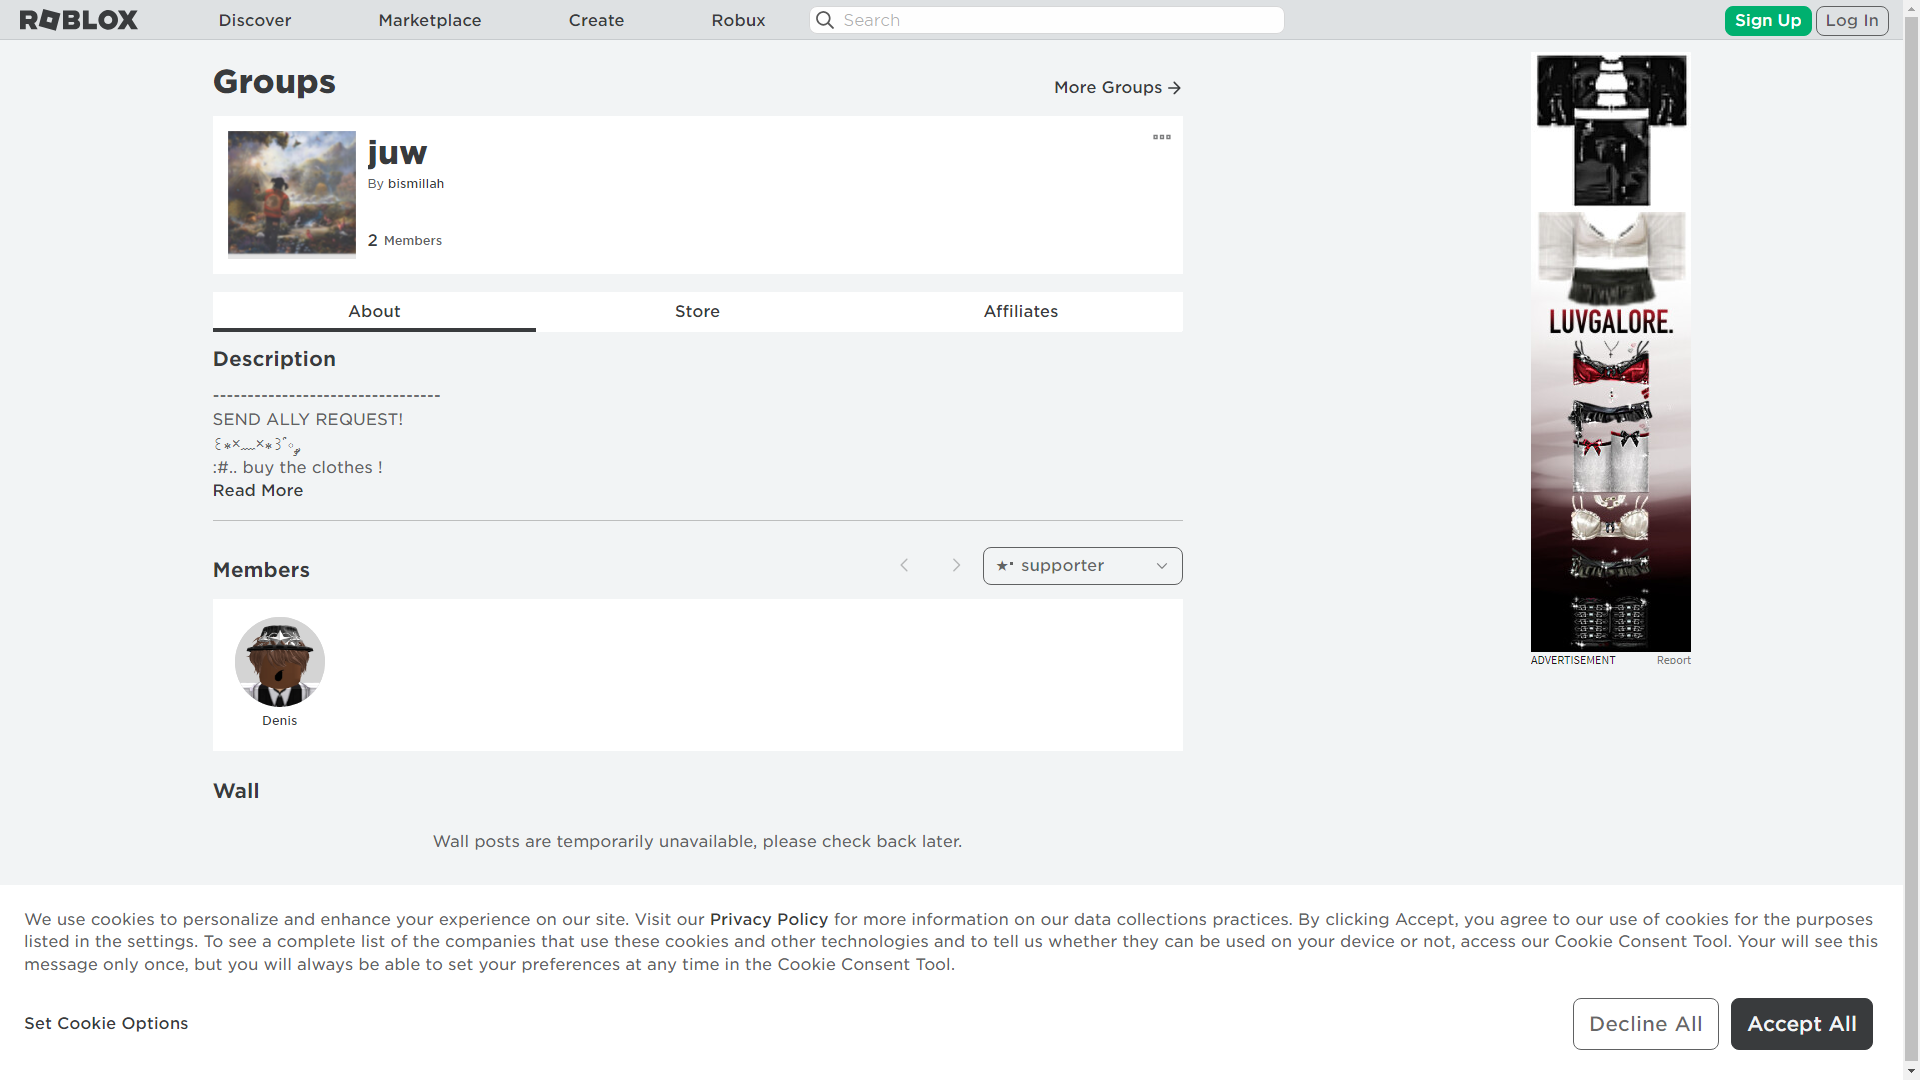 ROBLOX
Discover
Marketplace
Create
Robux
Search
Sign Up
Log In
Groups
More Groups
juw
By bismillah
2 Members
About
Store
Affiliates
Description
---------------------------------
SEND ALLY REQUEST!
:#.. buy the clothes !
Read More
Members
★· supporter
Denis
Wall
Wall posts are temporarily unavailable, please check back later.
LUVGALORE.
ADVERTISEMENT
Report
We use cookies to personalize and enhance your experience on our site. Visit our Privacy Policy for more information on our data collections practices. By clicking Accept, you agree to our use of cookies for the purposes
listed in the settings. To see a complete list of the companies that use these cookies and other technologies and to tell us whether they can be used on your device or not, access our Cookie Consent Tool. Your will see this
message only once, but you will always be able to set your preferences at any time in the Cookie Consent Tool.
Set Cookie Options
Decline All
Accept All